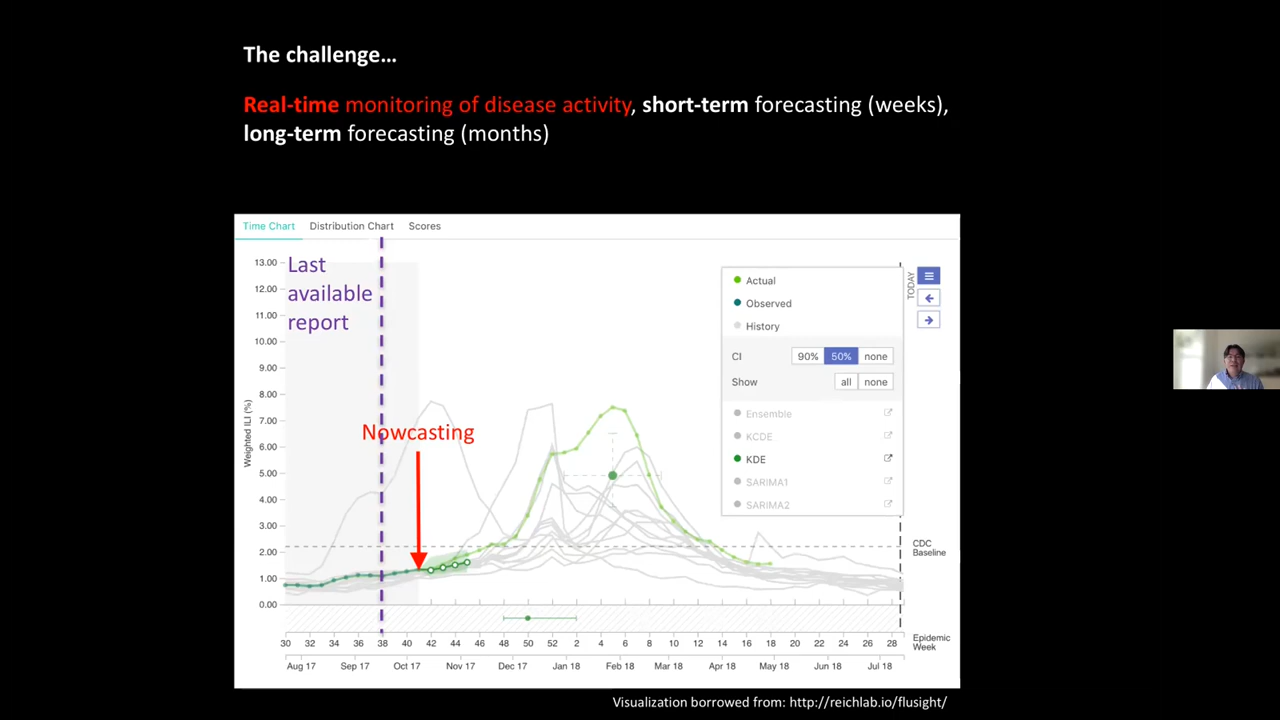 The challenge…
Real-time monitoring of disease activity, short-term forecasting (weeks),
long-term forecasting (months)
Time Chart Distribution Chart Scores
Last
available
report
Nowcasting
Weighted ILI (%)
13.00
12.00
11.00
10.00
9.00
8.00
7.00
6.00
5.00
4.00
3.00
2.00
1.00
0.00
Actual
Observed
History
CI 90% 50% none
Show all none
Ensemble
KCDE
KDE
SARIMA1
SARIMA2
TODAY
CDC
Baseline
30 32 34 36 38 40 42 44 46 48 50 52 2 4 6 8 10 12 14 16 18 20 22 24 26 28
Epidemic
Week
Aug 17 Sep 17 Oct 17 Nov 17 Dec 17 Jan 18 Feb 18 Mar 18 Apr 18 May 18 Jun 18 Jul 18
Visualization borrowed from: http://reichlab.io/flusight/